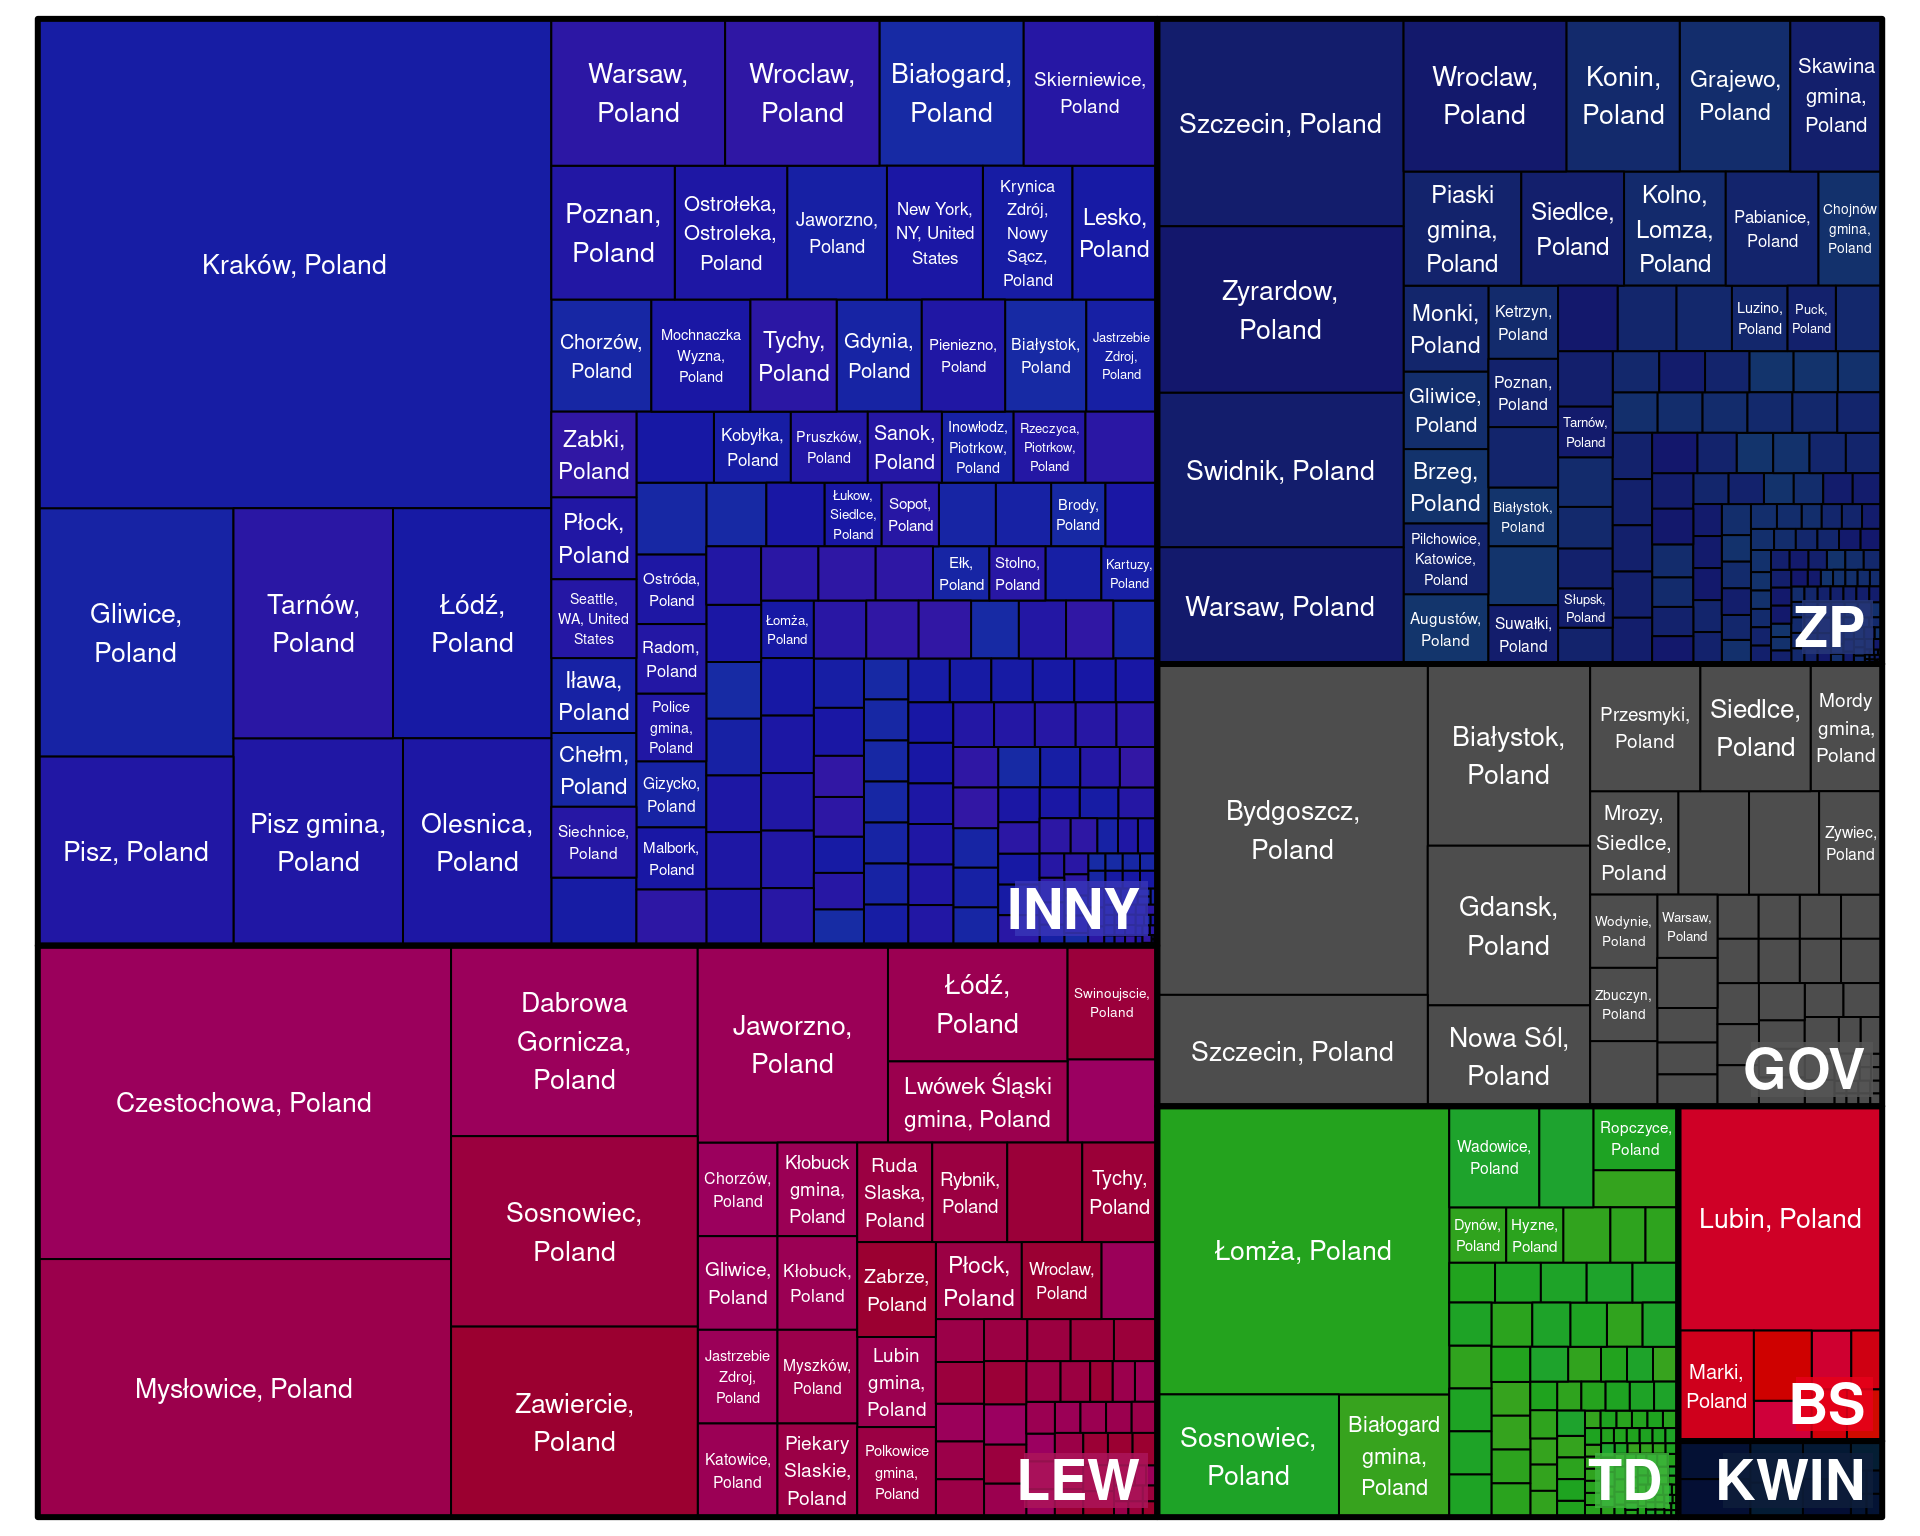 Kraków, Poland
Gliwice,
Poland
Tarnów,
Poland
Łódź,
Poland
Pisz, Poland
Pisz gmina,
Poland
Olesnica,
Poland
Warsaw,
Poland
Wroclaw,
Poland
Białogard,
Poland
Skierniewice,
Poland
Poznan,
Poland
Ostrołeka,
Ostroleka,
Poland
Jaworzno,
Poland
New York,
NY, United
States
Krynica
Zdrój,
Nowy
Sącz,
Poland
Lesko,
Poland
Chorzów,
Poland
Mochnaczka
Wyzna,
Poland
Tychy,
Poland
Gdynia,
Poland
Pieniezno,
Poland
Białystok,
Poland
Jastrzebie
Zdroj,
Poland
Zabki,
Poland
Kobyłka,
Poland
Pruszków,
Poland
Sanok,
Poland
Inowłodz,
Piotrkow,
Poland
Rzeczyca,
Piotrkow,
Poland
Płock,
Poland
Łukow,
Siedlce,
Poland
Sopot,
Poland
Brody,
Poland
Seattle,
WA, United
States
Ostróda,
Poland
Ełk,
Poland
Stolno,
Poland
Kartuzy,
Poland
Łomża,
Poland
Radom,
Poland
Iława,
Poland
Police
gmina,
Poland
Chełm,
Poland
Gizycko,
Poland
Siechnice,
Poland
Malbork,
Poland
INNY
Szczecin, Poland
Zyrardow,
Poland
Swidnik, Poland
Warsaw, Poland
Wroclaw,
Poland
Konin,
Poland
Grajewo,
Poland
Skawina
gmina,
Poland
Piaski
gmina,
Poland
Siedlce,
Poland
Kolno,
Lomza,
Poland
Pabianice,
Poland
Chojnów
gmina,
Poland
Monki,
Poland
Ketrzyn,
Poland
Luzino,
Poland
Puck,
Poland
Gliwice,
Poland
Poznan,
Poland
Tarnów,
Poland
Brzeg,
Poland
Białystok,
Poland
Pilchowice,
Katowice,
Poland
Augustów,
Poland
Suwałki,
Poland
Słupsk,
Poland
ZP
Bydgoszcz,
Poland
Szczecin, Poland
Białystok,
Poland
Gdansk,
Poland
Nowa Sól,
Poland
Przesmyki,
Poland
Siedlce,
Poland
Mordy
gmina,
Poland
Mrozy,
Siedlce,
Poland
Zywiec,
Poland
Wodynie,
Poland
Warsaw,
Poland
Zbuczyn,
Poland
GOV
Czestochowa, Poland
Mysłowice, Poland
Dabrowa
Gornicza,
Poland
Sosnowiec,
Poland
Zawiercie,
Poland
Jaworzno,
Poland
Łódź,
Poland
Swinoujscie,
Poland
Lwówek Śląski
gmina, Poland
Chorzów,
Poland
Kłobuck
gmina,
Poland
Ruda
Slaska,
Poland
Rybnik,
Poland
Tychy,
Poland
Gliwice,
Poland
Kłobuck,
Poland
Zabrze,
Poland
Płock,
Poland
Wroclaw,
Poland
Jastrzebie
Zdroj,
Poland
Myszków,
Poland
Lubin
gmina,
Poland
Katowice,
Poland
Piekary
Slaskie,
Poland
Polkowice
gmina,
Poland
LEW
Łomża, Poland
Sosnowiec,
Poland
Białogard
gmina,
Poland
Wadowice,
Poland
Ropczyce,
Poland
Dynów,
Poland
Hyzne,
Poland
TD
Lubin, Poland
Marki,
Poland
BS
KWIN